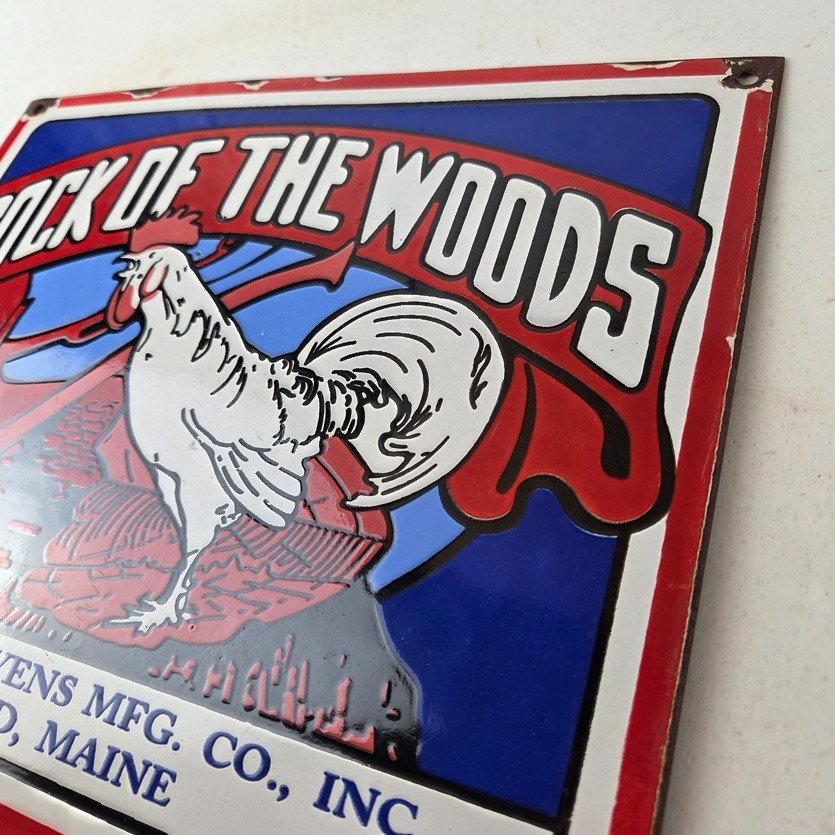 OCK OF THE WOODS
VENS MFG. CO., INC
D, MAINE